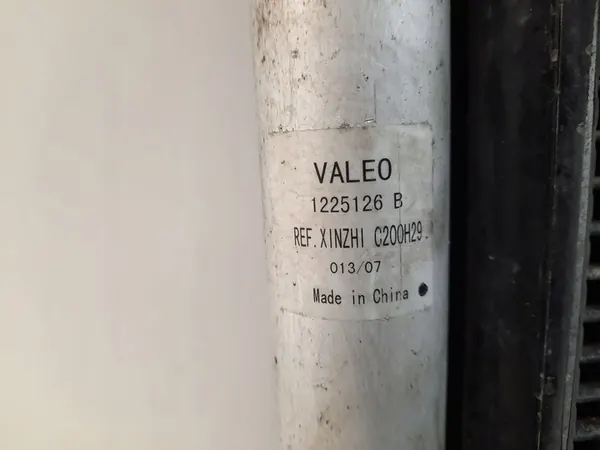 VALEO
1225126 B
REF.XINZHI C200H29.
013/07
Made in China